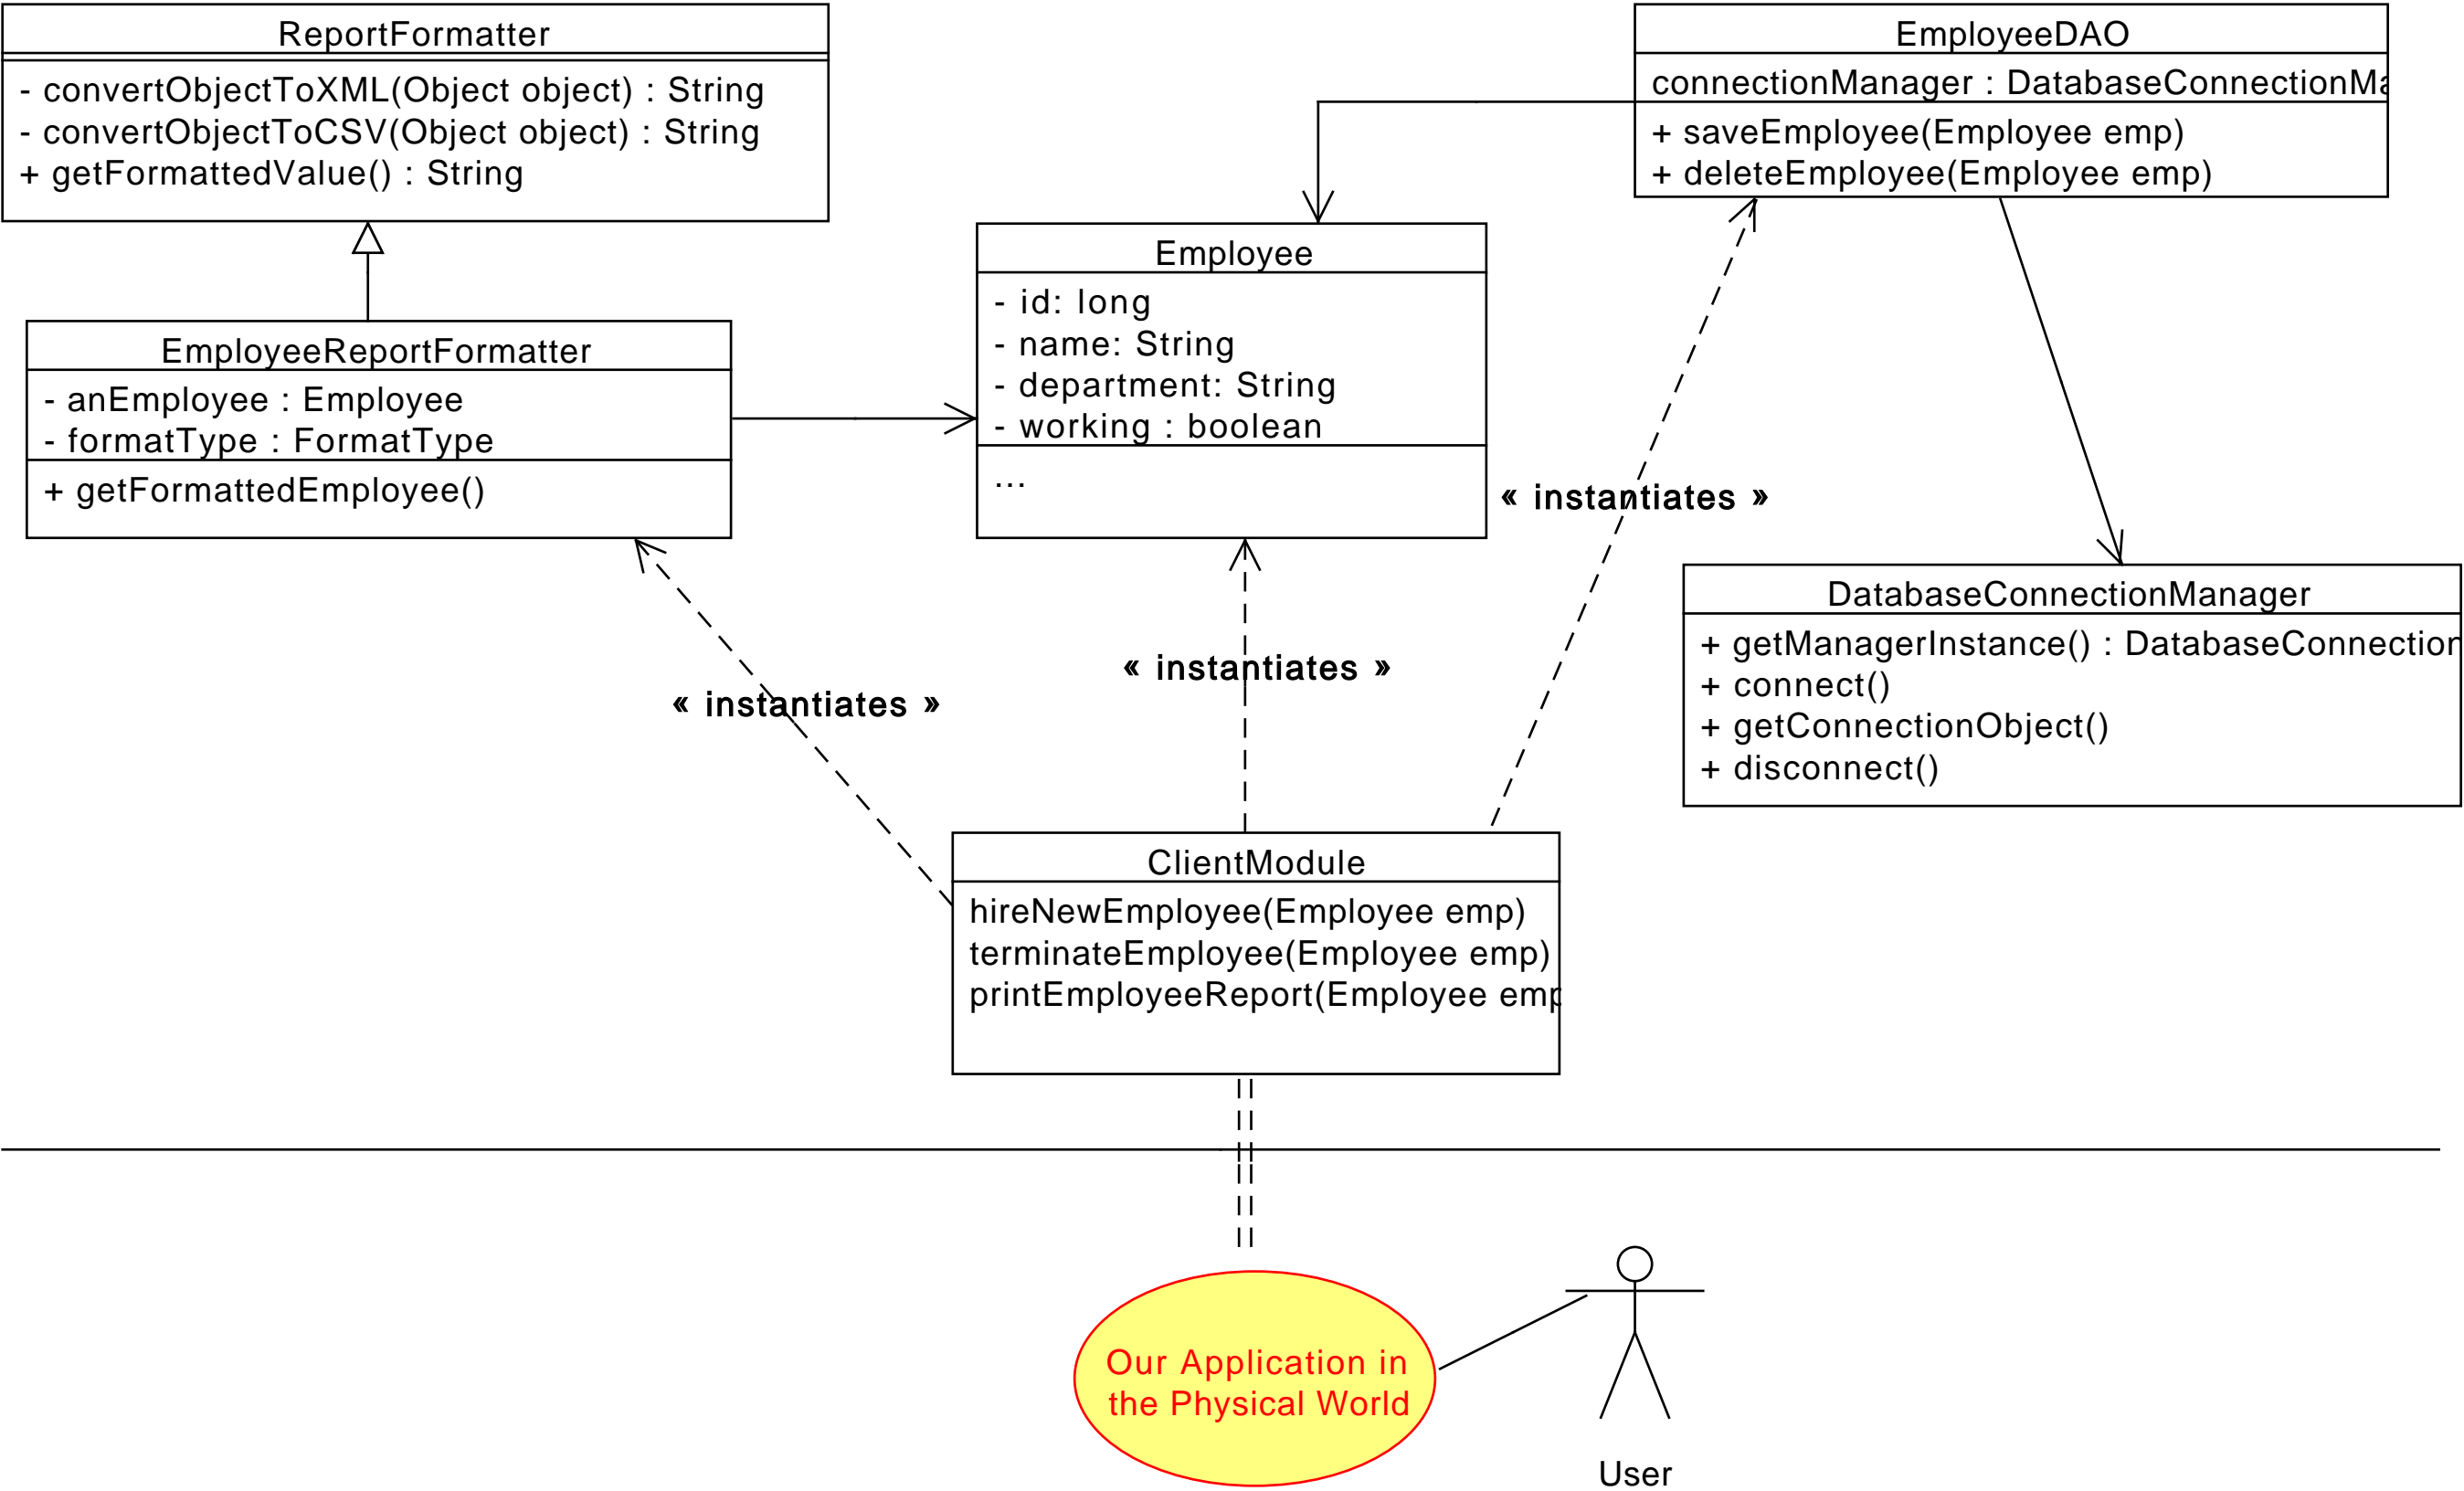 ReportFormatter
- convertObjectToXML(Object object) : String
- convertObjectToCSV(Object object) : String
+ getFormattedValue() : String
EmployeeDAO
connectionManager : DatabaseConnectionMa
+ saveEmployee(Employee emp)
+ deleteEmployee(Employee emp)
Employee
- id: long
- name: String
- department: String
- working : boolean
...
EmployeeReportFormatter
- anEmployee : Employee
- formatType : FormatType
+ getFormattedEmployee()
« instantiates »
« instantiates »
« instantiates »
DatabaseConnectionManager
+ getManagerInstance() : DatabaseConnection
+ connect()
+ getConnectionObject()
+ disconnect()
ClientModule
hireNewEmployee(Employee emp)
terminateEmployee(Employee emp)
printEmployeeReport(Employee emp
Our Application in
the Physical World
User